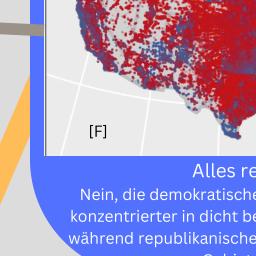 [F]
Alles re
Nein, die demokratische
konzentrierter in dicht be
während republikanische